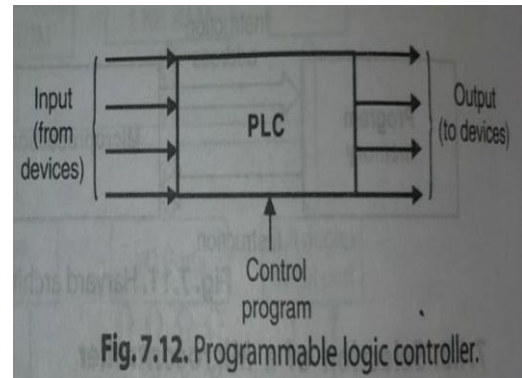 Input
(from
devices)
PLC
Output
(to devices)
Control
program
Fig. 7.12. Programmable logic controller.